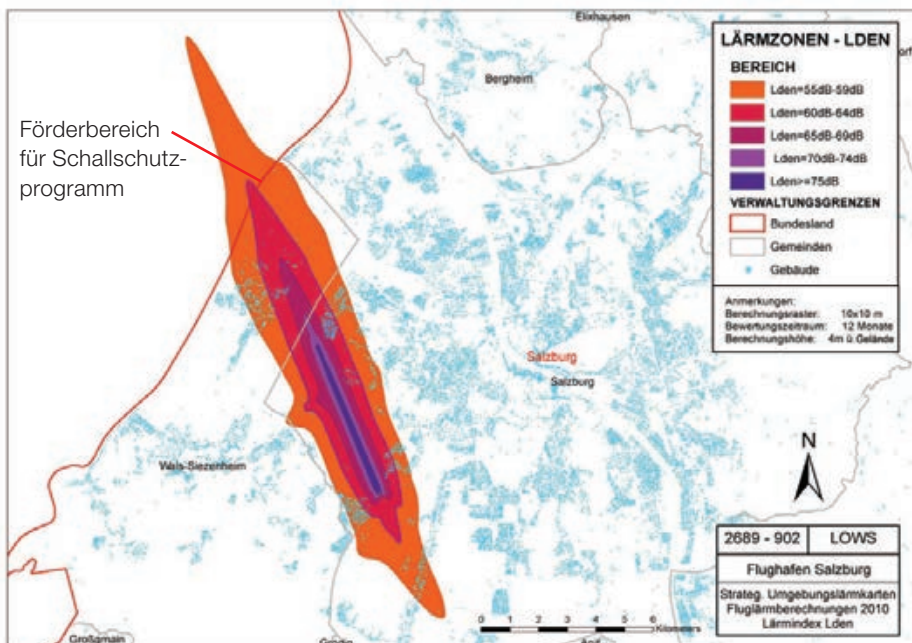 Elixhausen
Bergheim
Förderbereich
für Schallschutz-
programm
Salzburg
Salzburg
Wals-Siezenheim
Großgmain
LÄRMZONEN - LDEN
BEREICH
Lden=55dB-59dB
Lden=60dB-64dB
Lden=65dB-69dB
Lden=70dB-74dB
Lden>=75dB
VERWALTUNGSGRENZEN
Bundesland
Gemeinden
Gebäude
Anmerkungen:
Berechnungsraster: 10x10 m
Bewertungszeitraum: 12 Monate
Berechnungshöhe: 4m ü. Gelände
N
2689 - 902 LOWS
Flughafen Salzburg
Strateg. Umgebungslärmkarten
Fluglärmberechnungen 2010
Lärmindex Lden
0 1 2 3 4 5 6
Kilometers